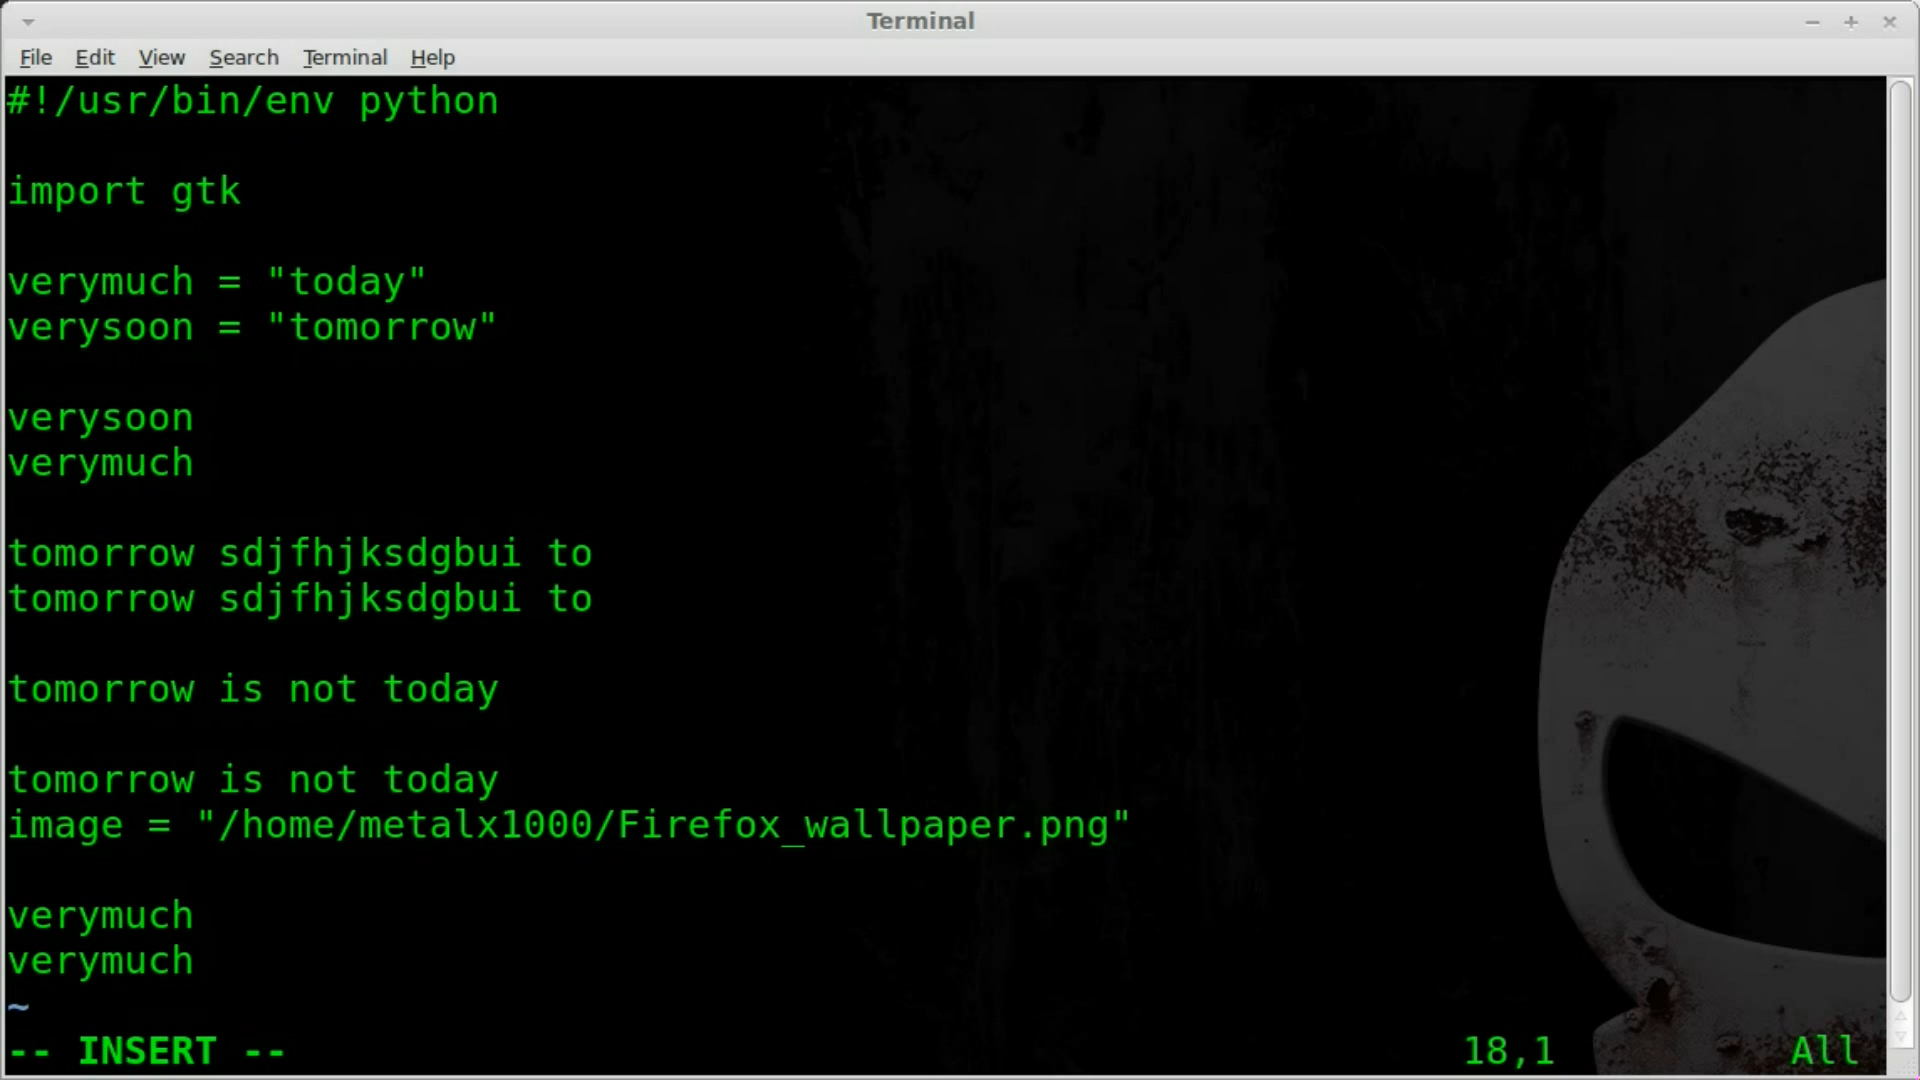 Terminal
File Edit View Search Terminal Help
#!/usr/bin/env python
import gtk
verymuch = "today"
verysoon = "tomorrow"
verysoon
verymuch
tomorrow sdjfhjksdgbui to
tomorrow sdjfhjksdgbui to
tomorrow is not today
tomorrow is not today
image = "/home/metalx1000/Firefox_wallpaper.png"
verymuch
verymuch
~
-- INSERT -- 18,1 All